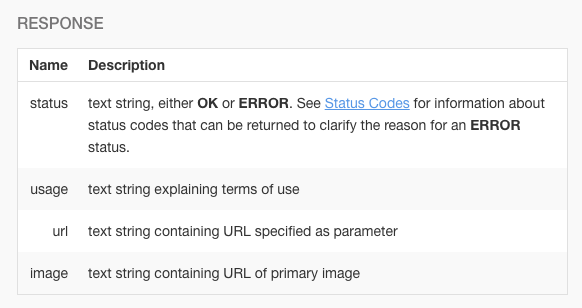 RESPONSE
Name Description
status text string, either OK or ERROR. See Status Codes for information about
status codes that can be returned to clarify the reason for an ERROR
status.
usage text string explaining terms of use
url text string containing URL specified as parameter
image text string containing URL of primary image